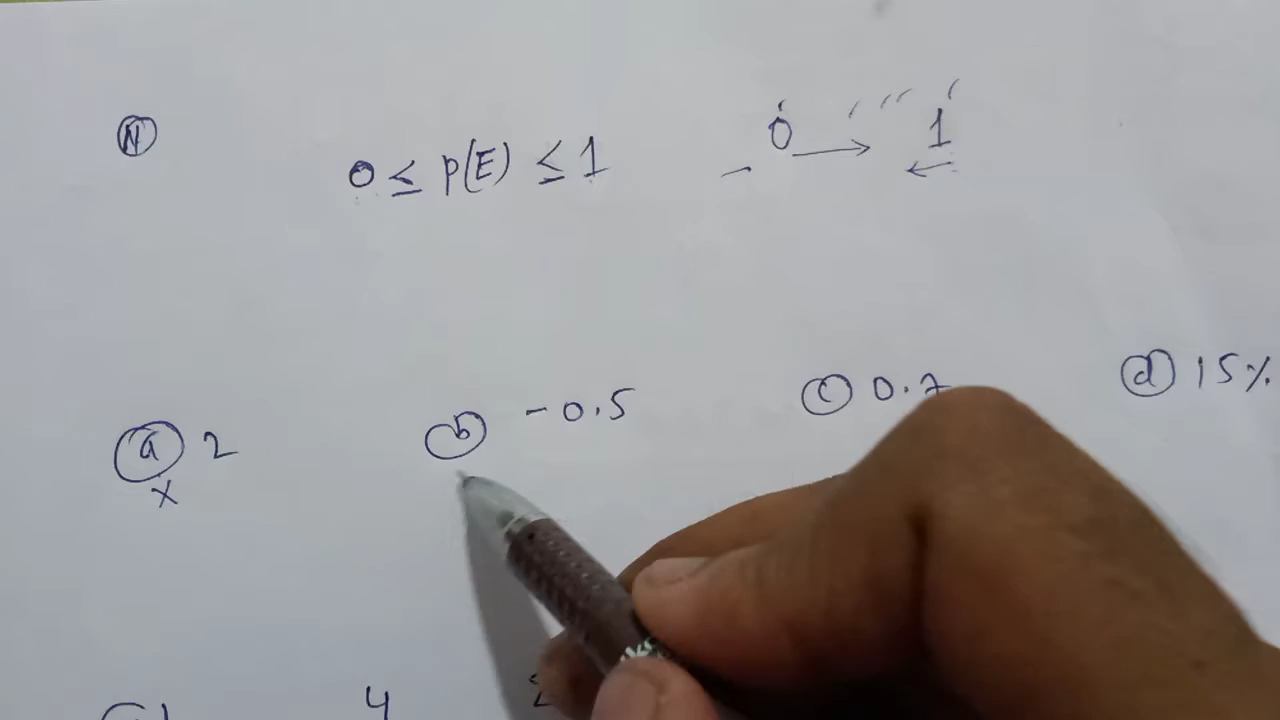 N
0 ≤ P(E) ≤ 1
0 1
a 2
b -0.5
c 0.7
d 15%
4